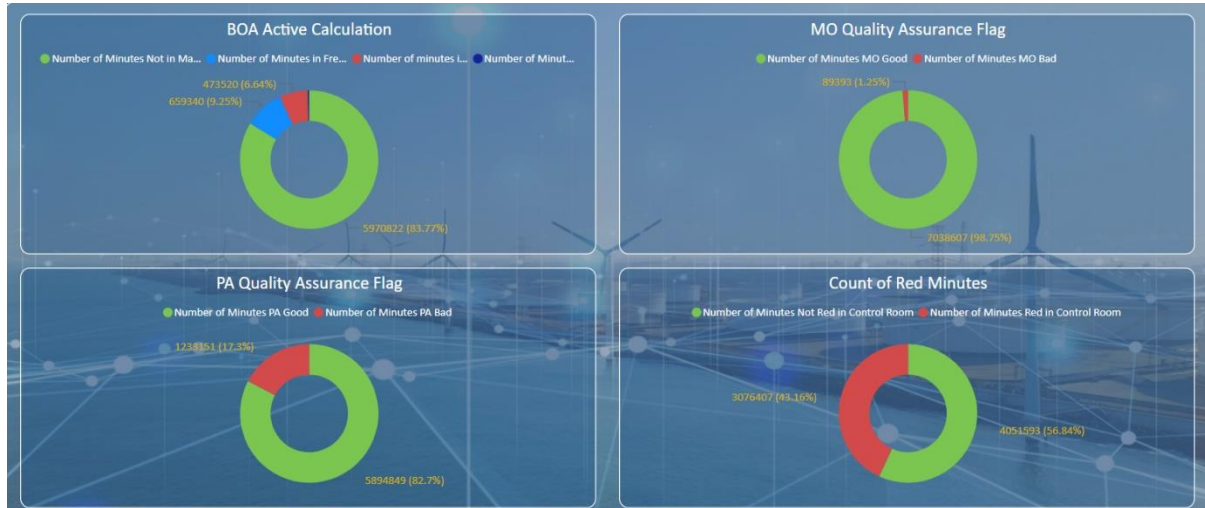 BOA Active Calculation
Number of Minutes Not in Ma... Number of Minutes in Fre... Number of minutes i... Number of Minut...
473520 (6.64%)
659340 (9.25%)
5970822 (83.77%)
MO Quality Assurance Flag
Number of Minutes MO Good Number of Minutes MO Bad
89393 (1.25%)
7038607 (98.75%)
PA Quality Assurance Flag
Number of Minutes PA Good Number of Minutes PA Bad
1233151 (17.3%)
5894849 (82.7%)
Count of Red Minutes
Number of Minutes Not Red in Control Room Number of Minutes Red in Control Room
3076407 (43.16%)
4051593 (56.84%)